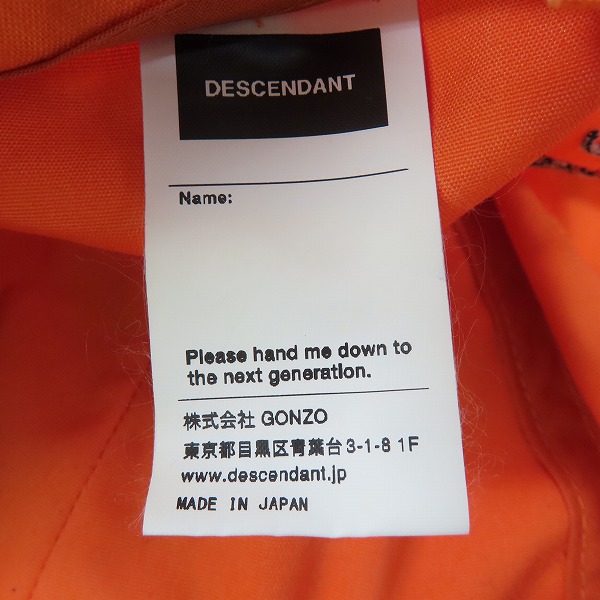 DESCENDANT
Name:
Please hand me down to
the next generation.
株式会社 GONZO
東京都目黒区青葉台3-1-8 1F
www.descendant.jp
MADE IN JAPAN